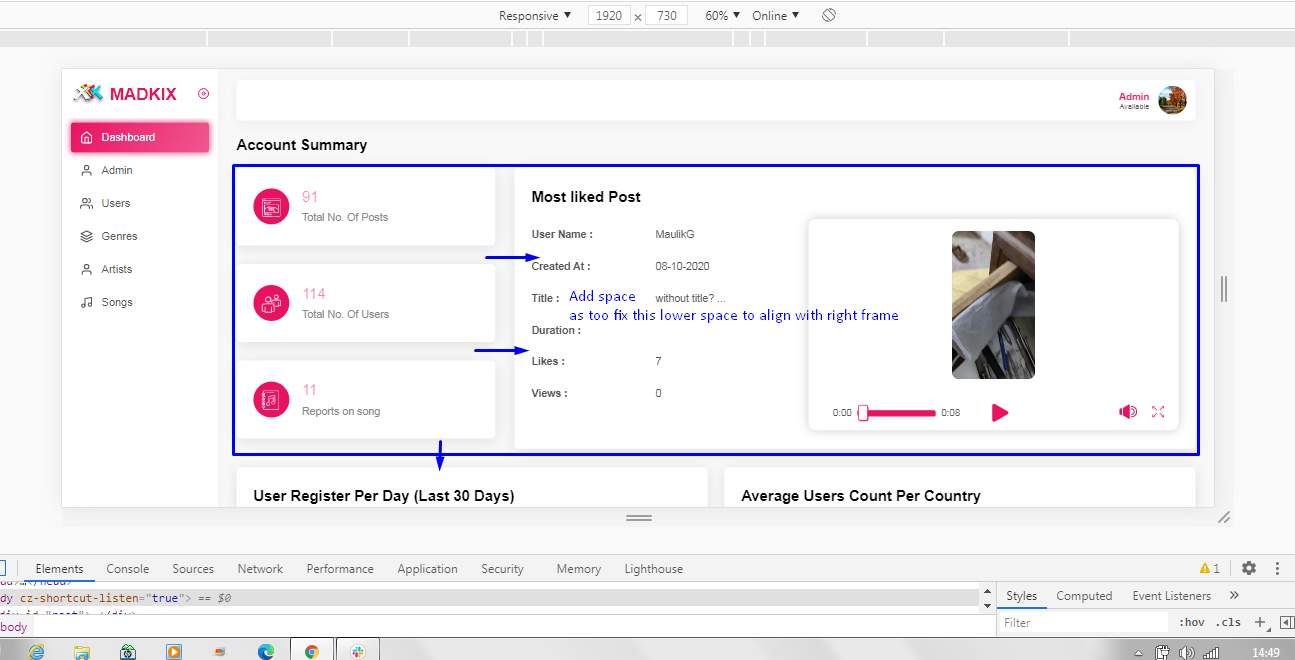 Responsive ▼ 1920 × 730 60% ▼ Online ▼
MADKIX
Admin
Available
Dashboard
Admin
Users
Genres
Artists
Songs
Account Summary
91
Total No. Of Posts
114
Total No. Of Users
11
Reports on song
Most liked Post
User Name : MaulikG
Created At : 08-10-2020
Title : Add space without title? ...
as too fix this lower space to align with right frame
Duration :
Likes : 7
Views : 0
0:00 0:08
User Register Per Day (Last 30 Days)
Average Users Count Per Country
Elements Console Sources Network Performance Application Security Memory Lighthouse 1
dy cz-shortcut-listen="true"> == $0
body
Styles Computed Event Listeners »
Filter :hov .cls +
14:49